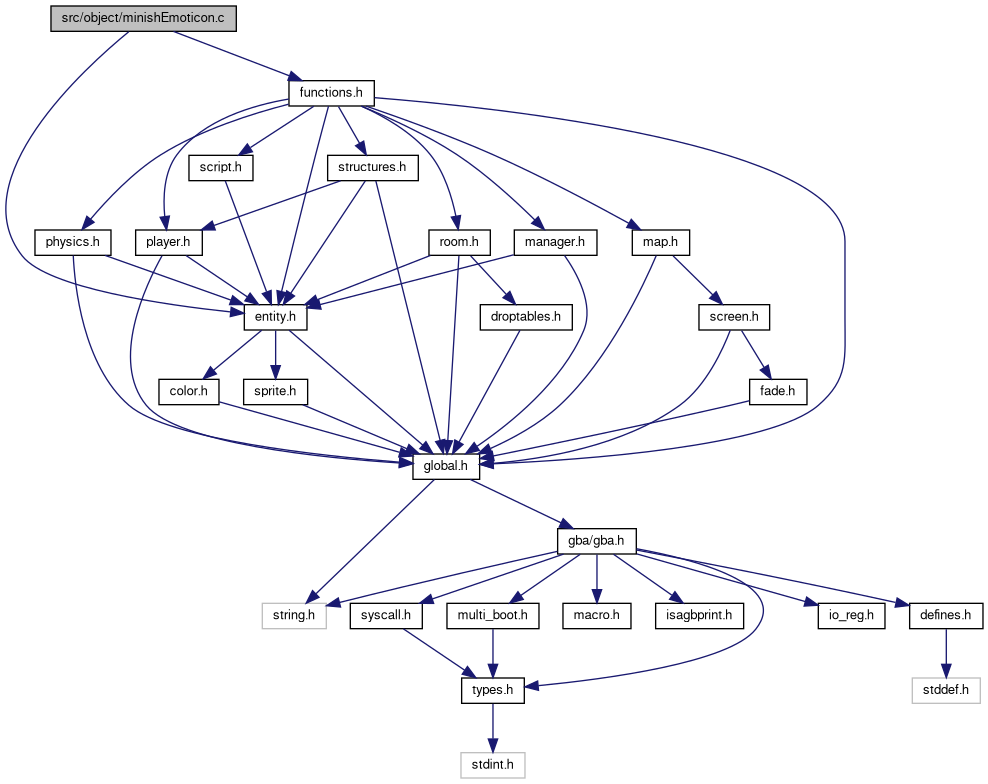 src/object/minishEmoticon.c
functions.h
script.h
structures.h
physics.h
player.h
room.h
manager.h
map.h
entity.h
droptables.h
screen.h
color.h
sprite.h
fade.h
global.h
gba/gba.h
string.h
syscall.h
multi_boot.h
macro.h
isagbprint.h
io_reg.h
defines.h
types.h
stddef.h
stdint.h